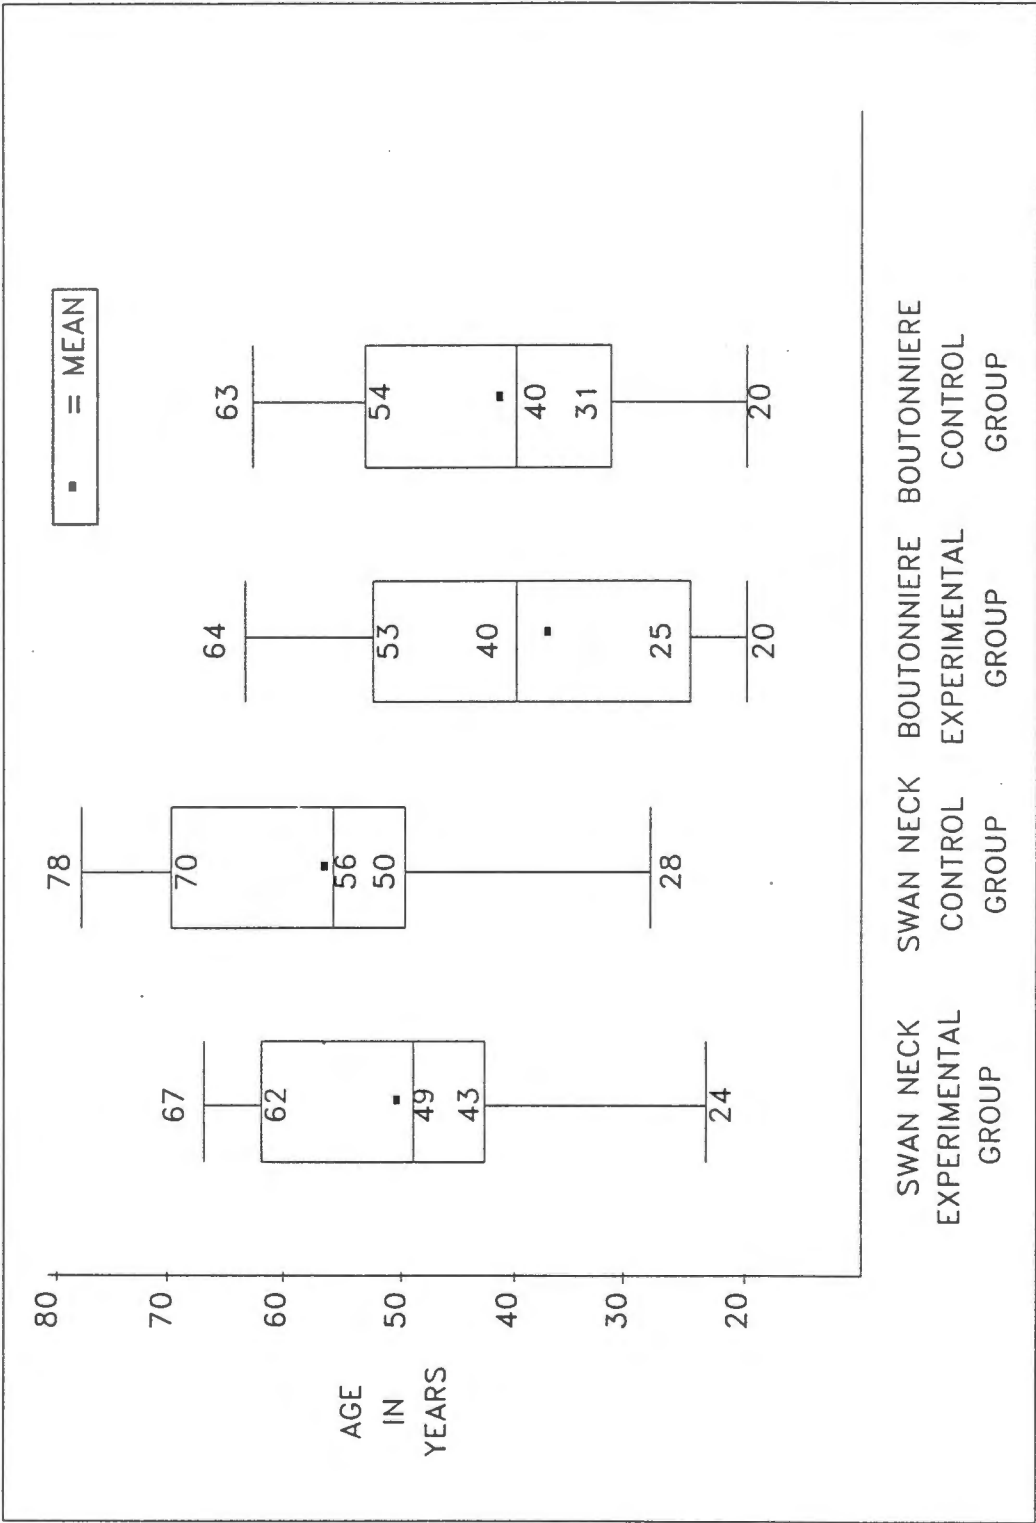 ▪ = MEAN
80
70
60
50
40
30
20
AGE
IN
YEARS
67
62
49
43
24
78
70
56
50
28
64
53
40
25
20
63
54
40
31
20
SWAN NECK
EXPERIMENTAL
GROUP
SWAN NECK
CONTROL
GROUP
BOUTONNIERE
EXPERIMENTAL
GROUP
BOUTONNIERE
CONTROL
GROUP